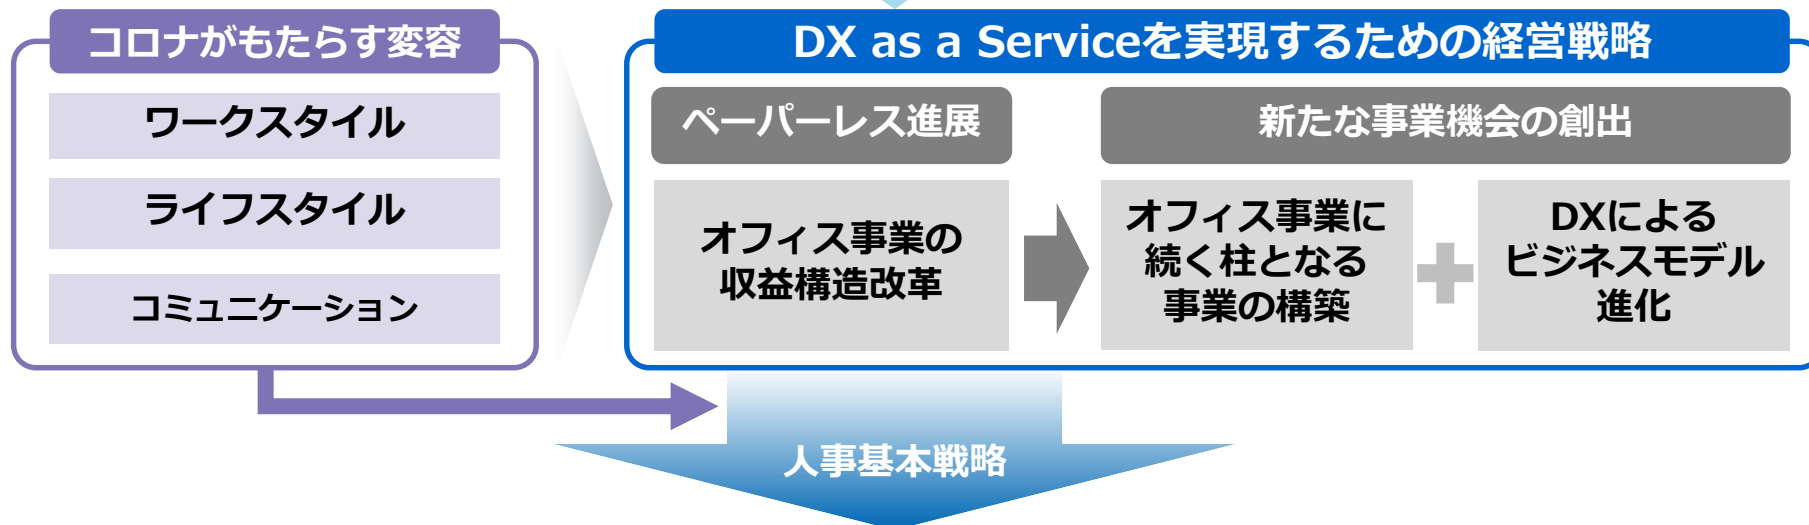 コロナがもたらす変容
ワークスタイル
ライフスタイル
コミュニケーション
DX as a Serviceを実現するための経営戦略
ペーパーレス進展
オフィス事業の
収益構造改革
新たな事業機会の創出
オフィス事業に
続く柱となる
事業の構築
DXによる
ビジネスモデル
進化
人事基本戦略